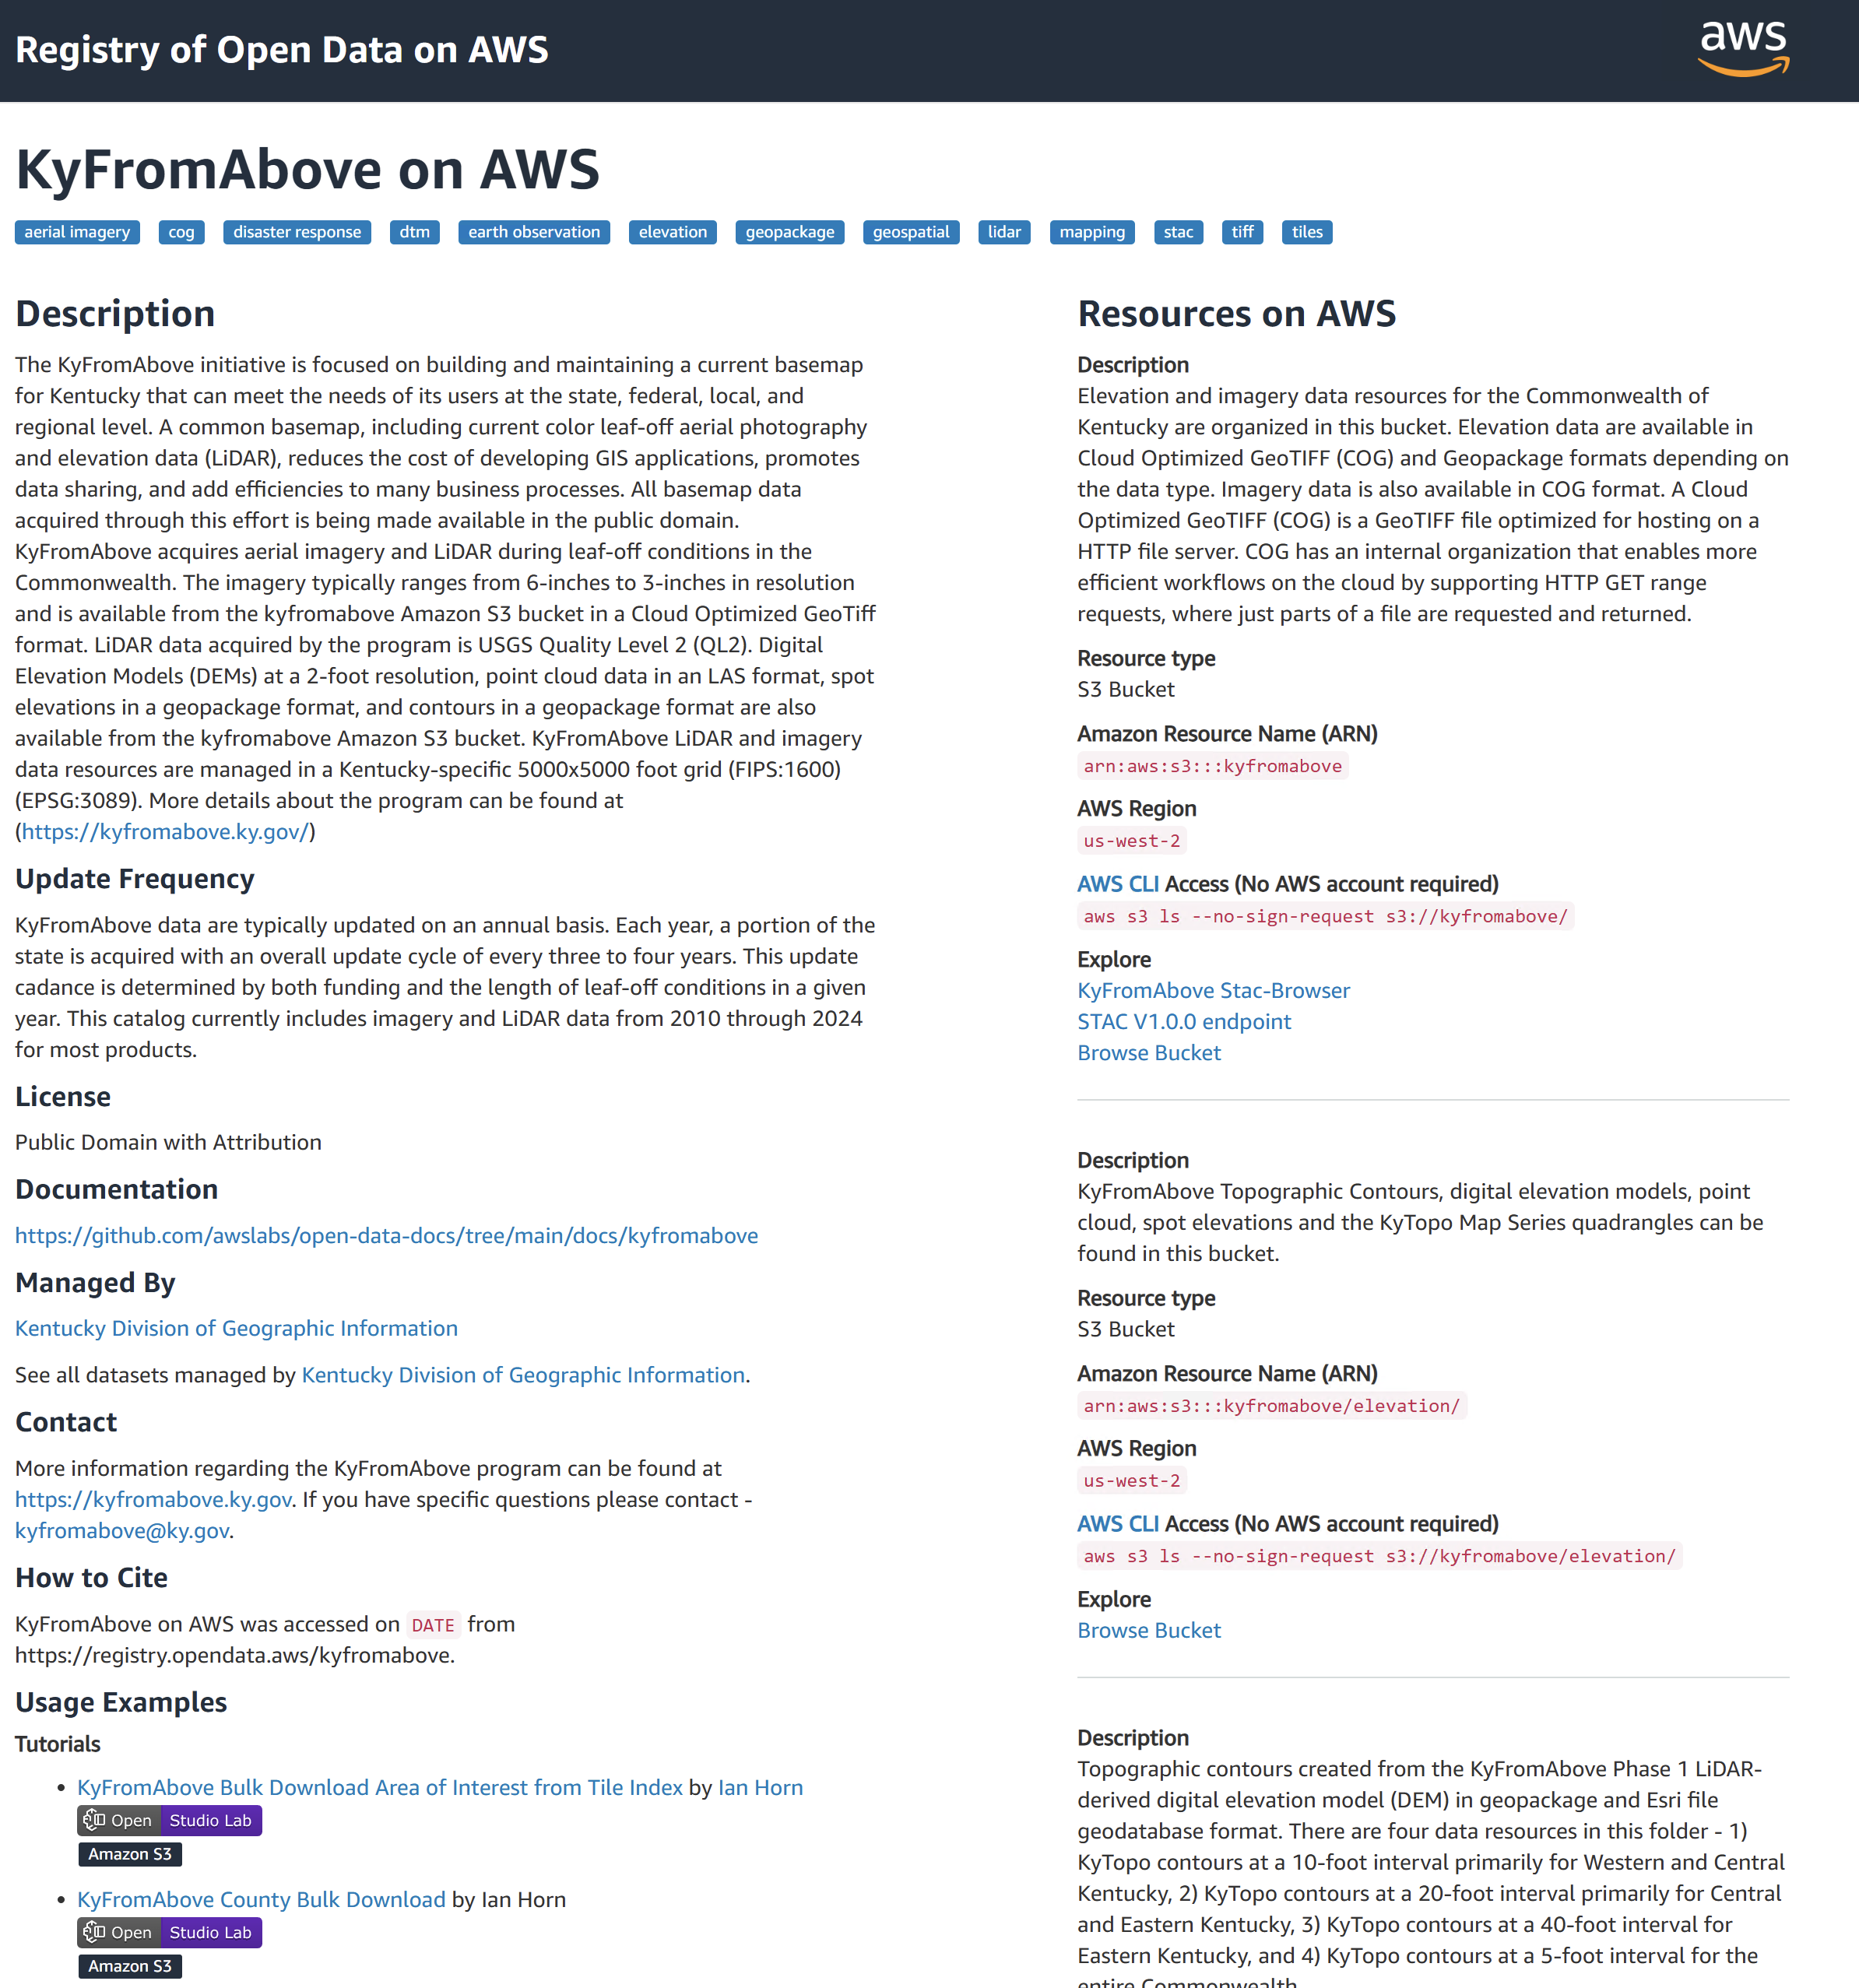 Registry of Open Data on AWS
aws
KyFromAbove on AWS
aerial imagery cog disaster response dtm earth observation elevation geopackage geospatial lidar mapping stac tiff tiles
Description
The KyFromAbove initiative is focused on building and maintaining a current basemap
for Kentucky that can meet the needs of its users at the state, federal, local, and
regional level. A common basemap, including current color leaf-off aerial photography
and elevation data (LiDAR), reduces the cost of developing GIS applications, promotes
data sharing, and add efficiencies to many business processes. All basemap data
acquired through this effort is being made available in the public domain.
KyFromAbove acquires aerial imagery and LiDAR during leaf-off conditions in the
Commonwealth. The imagery typically ranges from 6-inches to 3-inches in resolution
and is available from the kyfromabove Amazon S3 bucket in a Cloud Optimized GeoTiff
format. LiDAR data acquired by the program is USGS Quality Level 2 (QL2). Digital
Elevation Models (DEMs) at a 2-foot resolution, point cloud data in an LAS format, spot
elevations in a geopackage format, and contours in a geopackage format are also
available from the kyfromabove Amazon S3 bucket. KyFromAbove LiDAR and imagery
data resources are managed in a Kentucky-specific 5000x5000 foot grid (FIPS:1600)
(EPSG:3089). More details about the program can be found at
(https://kyfromabove.ky.gov/)
Update Frequency
KyFromAbove data are typically updated on an annual basis. Each year, a portion of the
state is acquired with an overall update cycle of every three to four years. This update
cadance is determined by both funding and the length of leaf-off conditions in a given
year. This catalog currently includes imagery and LiDAR data from 2010 through 2024
for most products.
License
Public Domain with Attribution
Documentation
https://github.com/awslabs/open-data-docs/tree/main/docs/kyfromabove
Managed By
Kentucky Division of Geographic Information
See all datasets managed by Kentucky Division of Geographic Information.
Contact
More information regarding the KyFromAbove program can be found at
https://kyfromabove.ky.gov. If you have specific questions please contact -
kyfromabove@ky.gov.
How to Cite
KyFromAbove on AWS was accessed on DATE from
https://registry.opendata.aws/kyfromabove.
Usage Examples
Tutorials
• KyFromAbove Bulk Download Area of Interest from Tile Index by Ian Horn
Open Studio Lab
Amazon S3
• KyFromAbove County Bulk Download by Ian Horn
Open Studio Lab
Amazon S3
Resources on AWS
Description
Elevation and imagery data resources for the Commonwealth of
Kentucky are organized in this bucket. Elevation data are available in
Cloud Optimized GeoTIFF (COG) and Geopackage formats depending on
the data type. Imagery data is also available in COG format. A Cloud
Optimized GeoTIFF (COG) is a GeoTIFF file optimized for hosting on a
HTTP file server. COG has an internal organization that enables more
efficient workflows on the cloud by supporting HTTP GET range
requests, where just parts of a file are requested and returned.
Resource type
S3 Bucket
Amazon Resource Name (ARN)
arn:aws:s3:::kyfromabove
AWS Region
us-west-2
AWS CLI Access (No AWS account required)
aws s3 ls --no-sign-request s3://kyfromabove/
Explore
KyFromAbove Stac-Browser
STAC V1.0.0 endpoint
Browse Bucket
Description
KyFromAbove Topographic Contours, digital elevation models, point
cloud, spot elevations and the KyTopo Map Series quadrangles can be
found in this bucket.
Resource type
S3 Bucket
Amazon Resource Name (ARN)
arn:aws:s3:::kyfromabove/elevation/
AWS Region
us-west-2
AWS CLI Access (No AWS account required)
aws s3 ls --no-sign-request s3://kyfromabove/elevation/
Explore
Browse Bucket
Description
Topographic contours created from the KyFromAbove Phase 1 LiDAR-
derived digital elevation model (DEM) in geopackage and Esri file
geodatabase format. There are four data resources in this folder - 1)
KyTopo contours at a 10-foot interval primarily for Western and Central
Kentucky, 2) KyTopo contours at a 20-foot interval primarily for Central
and Eastern Kentucky, 3) KyTopo contours at a 40-foot interval for
Eastern Kentucky, and 4) KyTopo contours at a 5-foot interval for the
entire Commonwealth